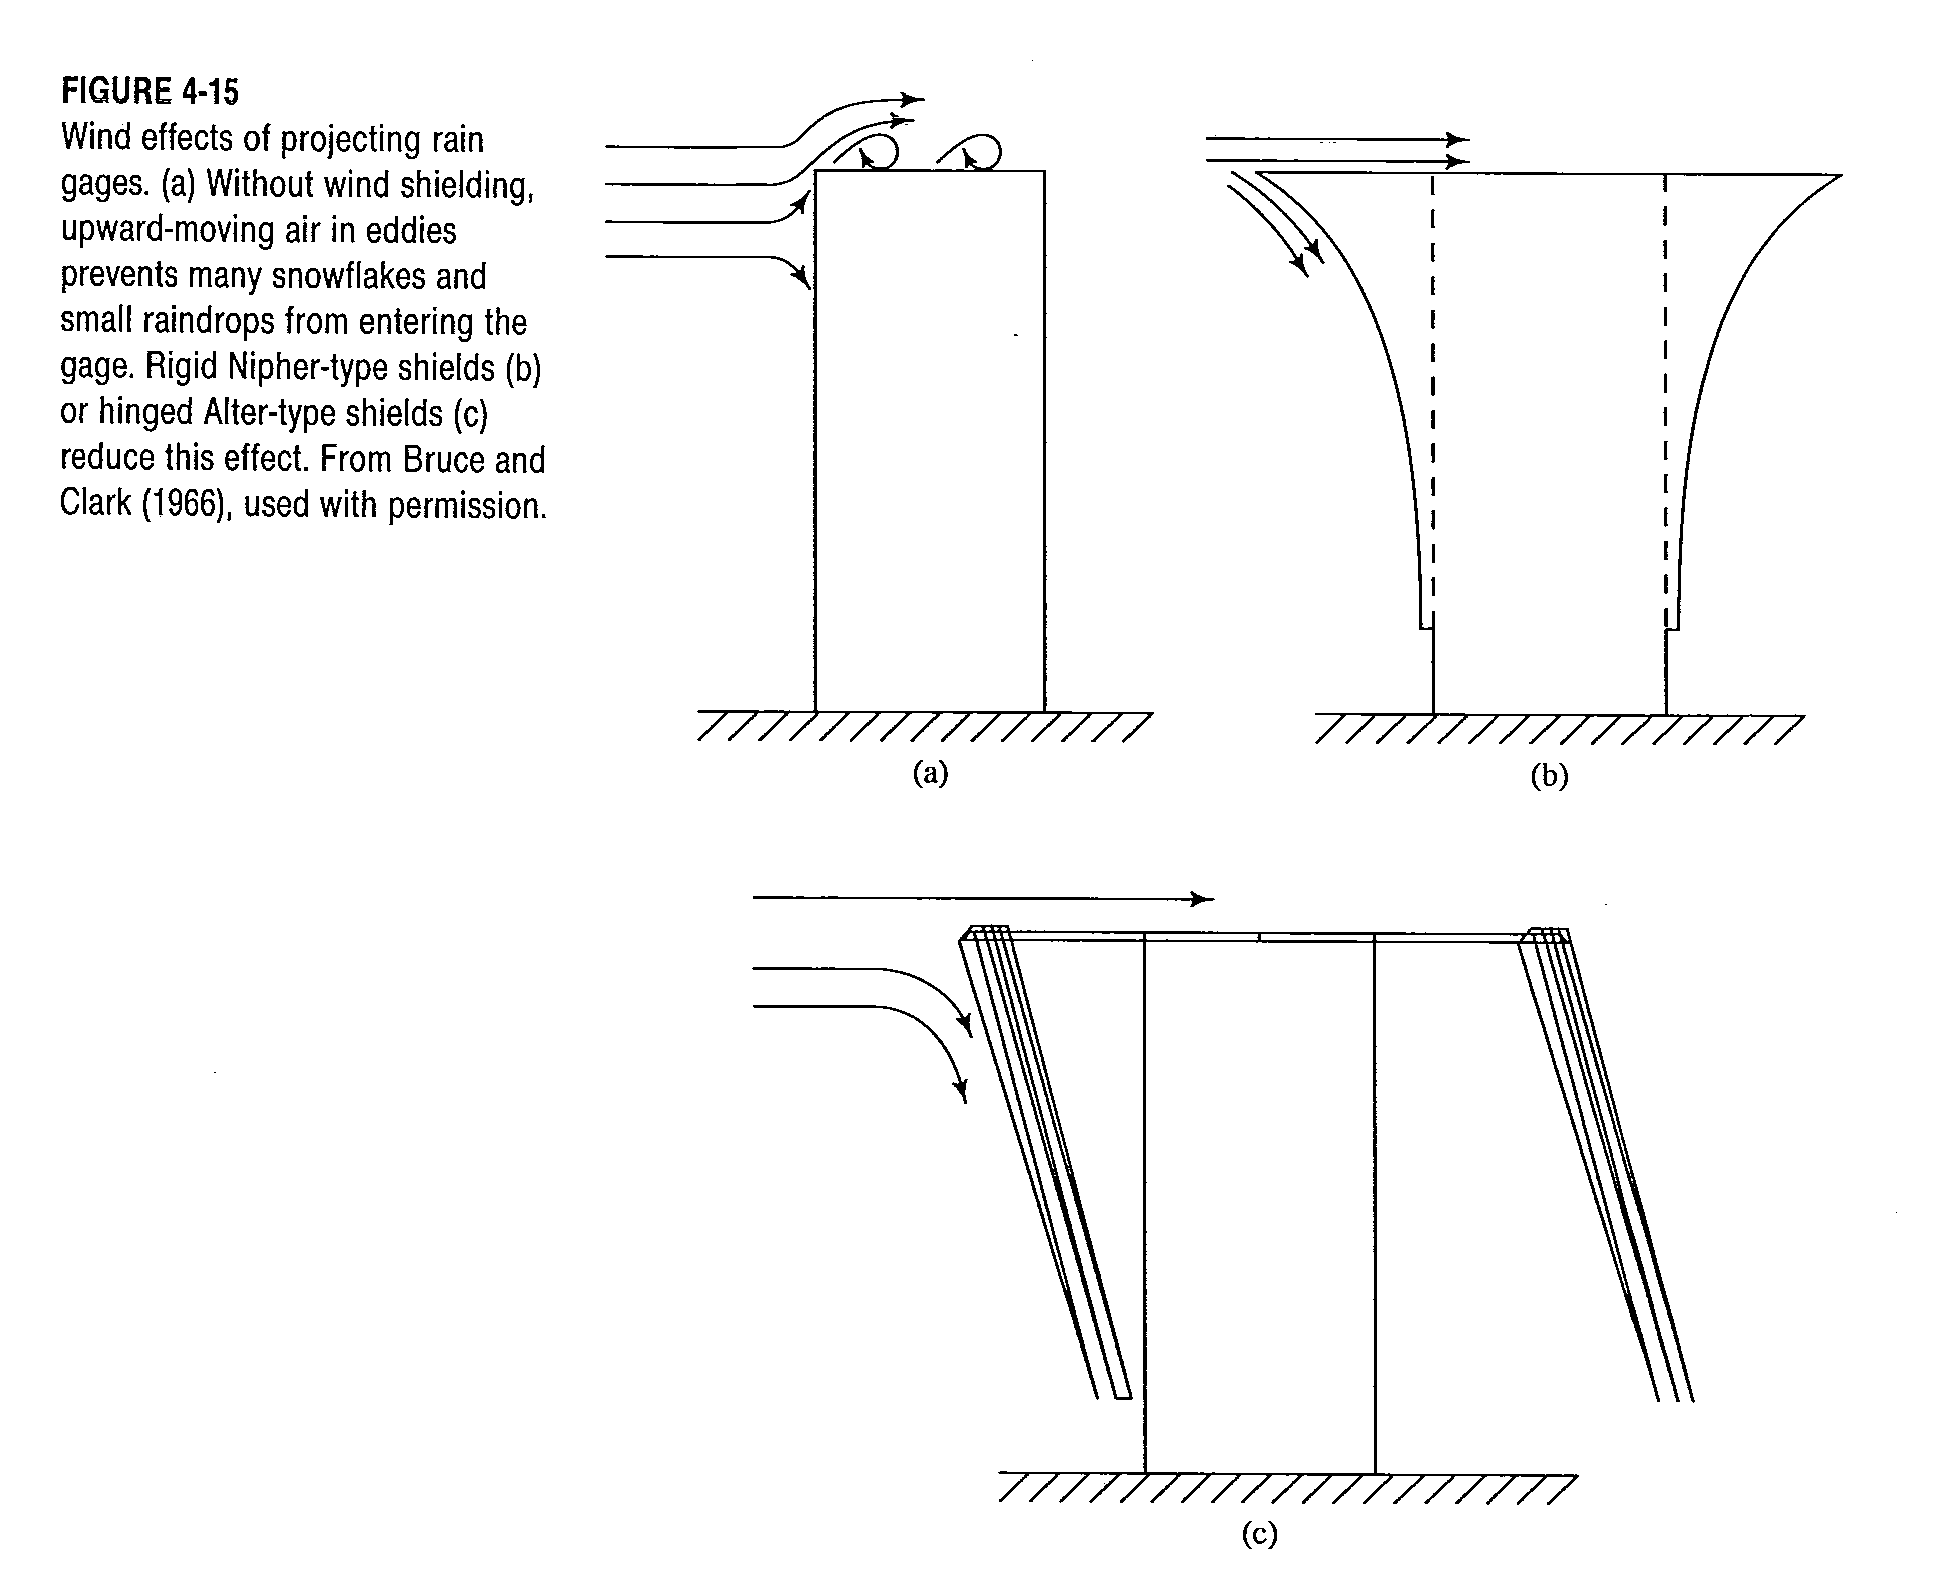 FIGURE 4-15
Wind effects of projecting rain
gages. (a) Without wind shielding,
upward-moving air in eddies
prevents many snowflakes and
small raindrops from entering the
gage. Rigid Nipher-type shields (b)
or hinged Alter-type shields (c)
reduce this effect. From Bruce and
Clark (1966), used with permission.
(a)
(b)
(c)